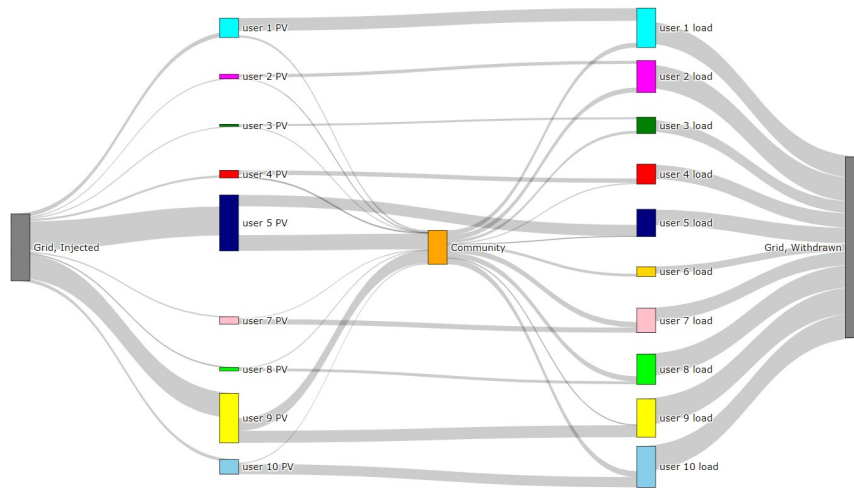 user 1 PV
user 1 load
user 2 PV
user 2 load
user 3 PV
user 3 load
user 4 PV
user 4 load
user 5 PV
user 5 load
Grid, Injected
Community
Grid, Withdrawn
user 6 load
user 7 PV
user 7 load
user 8 PV
user 8 load
user 9 PV
user 9 load
user 10 PV
user 10 load